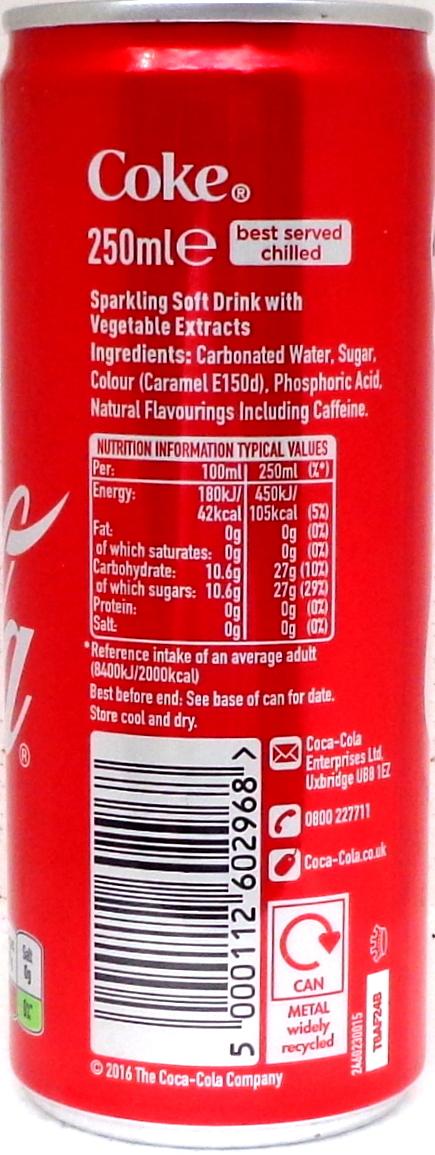 Coke®
250ml e best served
chilled
Sparkling Soft Drink with
Vegetable Extracts
Ingredients: Carbonated Water, Sugar,
Colour (Caramel E150d), Phosphoric Acid,
Natural Flavourings Including Caffeine.
NUTRITION INFORMATION TYPICAL VALUES
Per: 100ml 250ml (%*)
Energy: 180kJ/ 450kJ/
42kcal 105kcal (5%)
Fat: 0g 0g (0%)
of which saturates: 0g 0g (0%)
Carbohydrate: 10.6g 27g (10%)
of which sugars: 10.6g 27g (29%)
Protein: 0g 0g (0%)
Salt: 0g 0g (0%)
*Reference intake of an average adult
(8400kJ/2000kcal)
Best before end: See base of can for date.
Store cool and dry.
Coca-Cola
Enterprises Ltd,
Uxbridge UB8 1EZ
0800 227711
Coca-Cola.co.uk
5 000112 602968 >
CAN
METAL
widely
recycled
2460230015
TBAF24B
Salt
0g
0%*
© 2016 The Coca-Cola Company